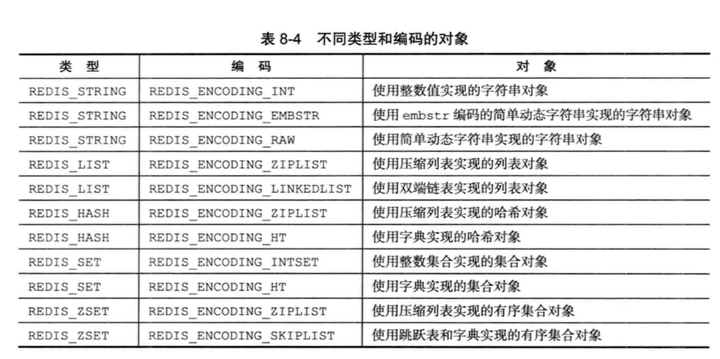 表 8-4 不同类型和编码的对象
类 型 编 码 对 象
REDIS_STRING REDIS_ENCODING_INT 使用整数值实现的字符串对象
REDIS_STRING REDIS_ENCODING_EMBSTR 使用 embstr 编码的简单动态字符串实现的字符串对象
REDIS_STRING REDIS_ENCODING_RAW 使用简单动态字符串实现的字符串对象
REDIS_LIST REDIS_ENCODING_ZIPLIST 使用压缩列表实现的列表对象
REDIS_LIST REDIS_ENCODING_LINKEDLIST 使用双端链表实现的列表对象
REDIS_HASH REDIS_ENCODING_ZIPLIST 使用压缩列表实现的哈希对象
REDIS_HASH REDIS_ENCODING_HT 使用字典实现的哈希对象
REDIS_SET REDIS_ENCODING_INTSET 使用整数集合实现的集合对象
REDIS_SET REDIS_ENCODING_HT 使用字典实现的集合对象
REDIS_ZSET REDIS_ENCODING_ZIPLIST 使用压缩列表实现的有序集合对象
REDIS_ZSET REDIS_ENCODING_SKIPLIST 使用跳跃表和字典实现的有序集合对象